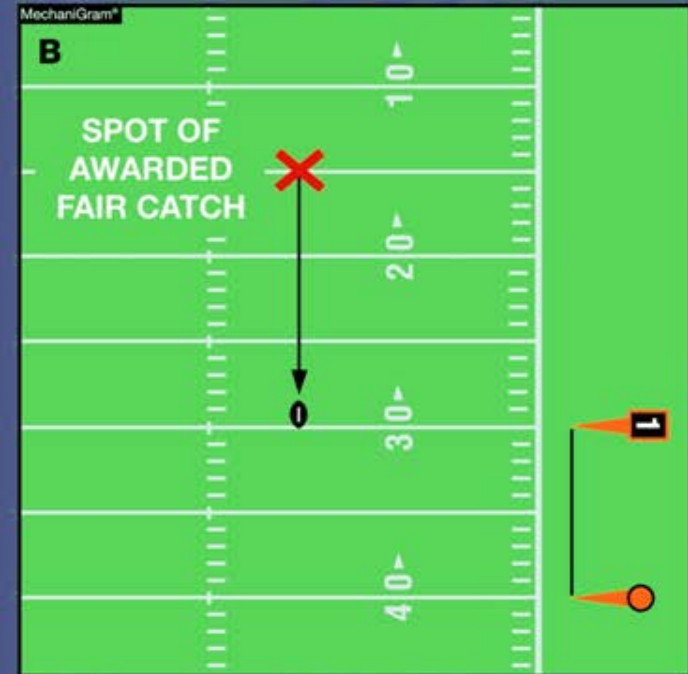 MechaniGram®
B
10
SPOT OF
AWARDED
FAIR CATCH
20
30
1
40